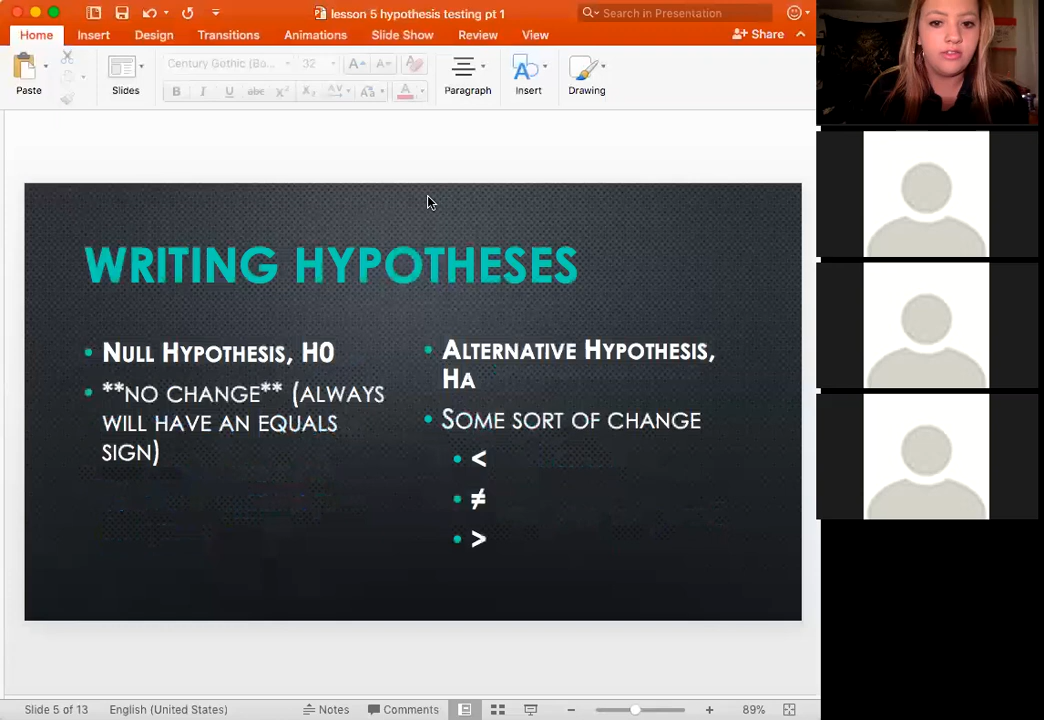 lesson 5 hypothesis testing pt 1
Search in Presentation
Home Insert Design Transitions Animations Slide Show Review View Share
Century Gothic (Bo... 32
Paste Slides Paragraph Insert Drawing
WRITING HYPOTHESES
NULL HYPOTHESIS, H0
**NO CHANGE** (ALWAYS
WILL HAVE AN EQUALS
SIGN)
ALTERNATIVE HYPOTHESIS,
HA
SOME SORT OF CHANGE
<
≠
>
Slide 5 of 13 English (United States) Notes Comments 89%